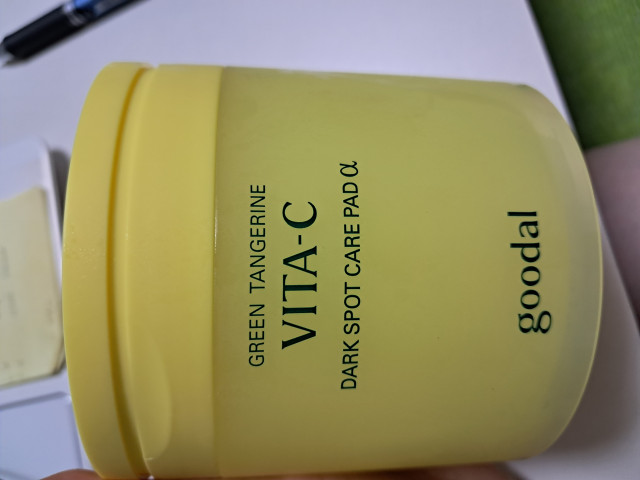 GREEN TANGERINE
VITA-C
DARK SPOT CARE PAD α
goodal